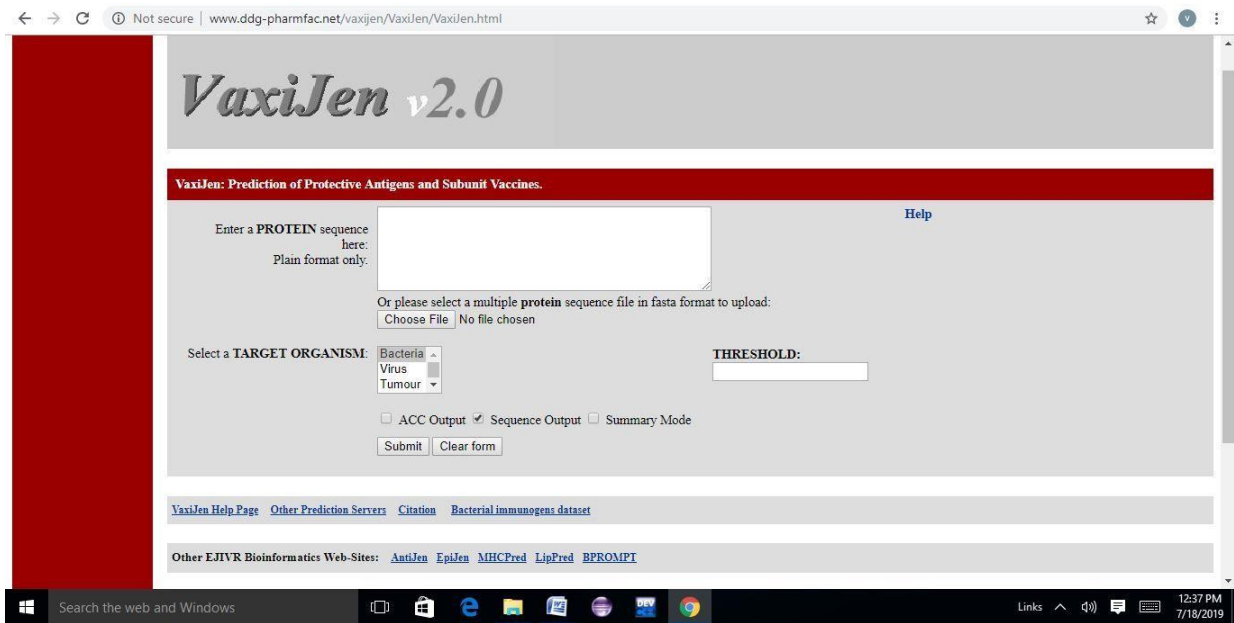 Not secure | www.ddg-pharmfac.net/vaxijen/VaxiJen/VaxiJen.html
V
VaxiJen v2.0
VaxiJen: Prediction of Protective Antigens and Subunit Vaccines.
Help
Enter a PROTEIN sequence
here:
Plain format only.
Or please select a multiple protein sequence file in fasta format to upload:
Choose File No file chosen
Select a TARGET ORGANISM: Bacteria THRESHOLD:
Virus
Tumour
ACC Output Sequence Output Summary Mode
Submit Clear form
VaxiJen Help Page Other Prediction Servers Citation Bacterial immunogens dataset
Other EJIVR Bioinformatics Web-Sites: AntiJen EpiJen MHCPred LipPred BPROMPT
Search the web and Windows
DEV
Links
12:37 PM
7/18/2019